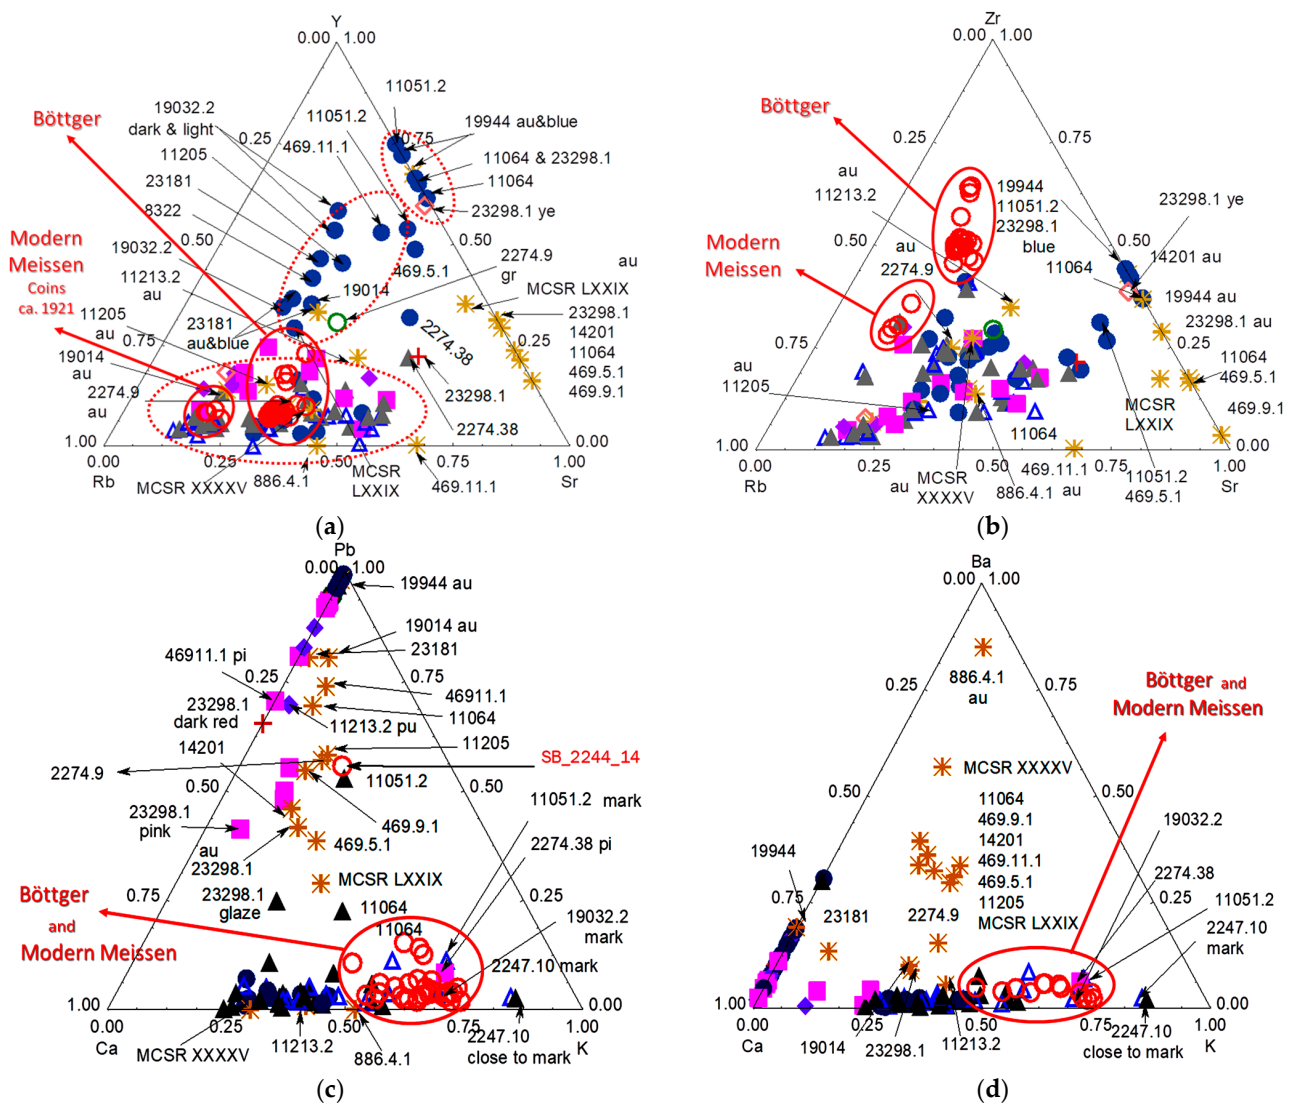 Y
0.00 1.00
11051.2
19032.2
dark & light
11051.2
0.25
0.75
19944 au&blue
Böttger
11205
469.11.1
11064 & 23298.1
23181
11064
8322
23298.1 ye
Modern
Meissen
Coins
ca. 1921
19032.2
0.50
0.50
2274.9
gr
11213.2
au
469.5.1
au
19014
MCSR LXXIX
11205
au
0.75
23181
au&blue
2274.38
23298.1
0.25
14201
19014
au
11064
469.5.1
2274.9
au
23298.1
469.9.1
2274.38
1.00
0.00
0.00
0.25
0.50
0.75
1.00
Rb
MCSR XXXXV
886.4.1
MCSR
LXXIX
469.11.1
Sr
(a)
Zr
0.00 1.00
Böttger
0.25
0.75
au
11213.2
19944
11051.2
23298.1
blue
23298.1 ye
Modern
Meissen
0.50
au
2274.9
0.50
14201 au
11064
19944 au
23298.1 au
0.75
0.25
au
11205
11064
469.5.1
MCSR
LXXIX
469.9.1
11064
1.00
0.00
0.00
0.25
0.50
0.75
1.00
Rb
au
MCSR
XXXXV
469.11.1
au
886.4.1
11051.2
469.5.1
Sr
(b)
Pb
0.00 1.00
19944 au
19014 au
23181
46911.1 pi
0.25
0.75
46911.1
23298.1
dark red
11064
11213.2 pu
14201
11205
SB_2244_14
2274.9
11051.2
0.50
0.50
11051.2 mark
23298.1
pink
469.9.1
au
23298.1
469.5.1
2274.38 pi
MCSR LXXIX
0.75
0.25
Böttger
and
Modern Meissen
23298.1
glaze
11064
11064
19032.2
mark
2247.10 mark
1.00
0.00
0.00
0.25
0.75
1.00
Ca
MCSR XXXXV
11213.2
886.4.1
2247.10
close to mark
K
(c)
Ba
0.00 1.00
886.4.1
au
0.25
0.75
Böttger and
Modern Meissen
MCSR XXXXV
0.50
0.50
11064
469.9.1
14201
469.11.1
469.5.1
11205
MCSR LXXIX
19032.2
19944
2274.38
0.75
0.25
11051.2
23181
2274.9
2247.10
mark
1.00
0.00
0.00
0.25
0.50
0.75
1.00
Ca
19014
23298.1
11213.2
2247.10
close to mark
K
(d)